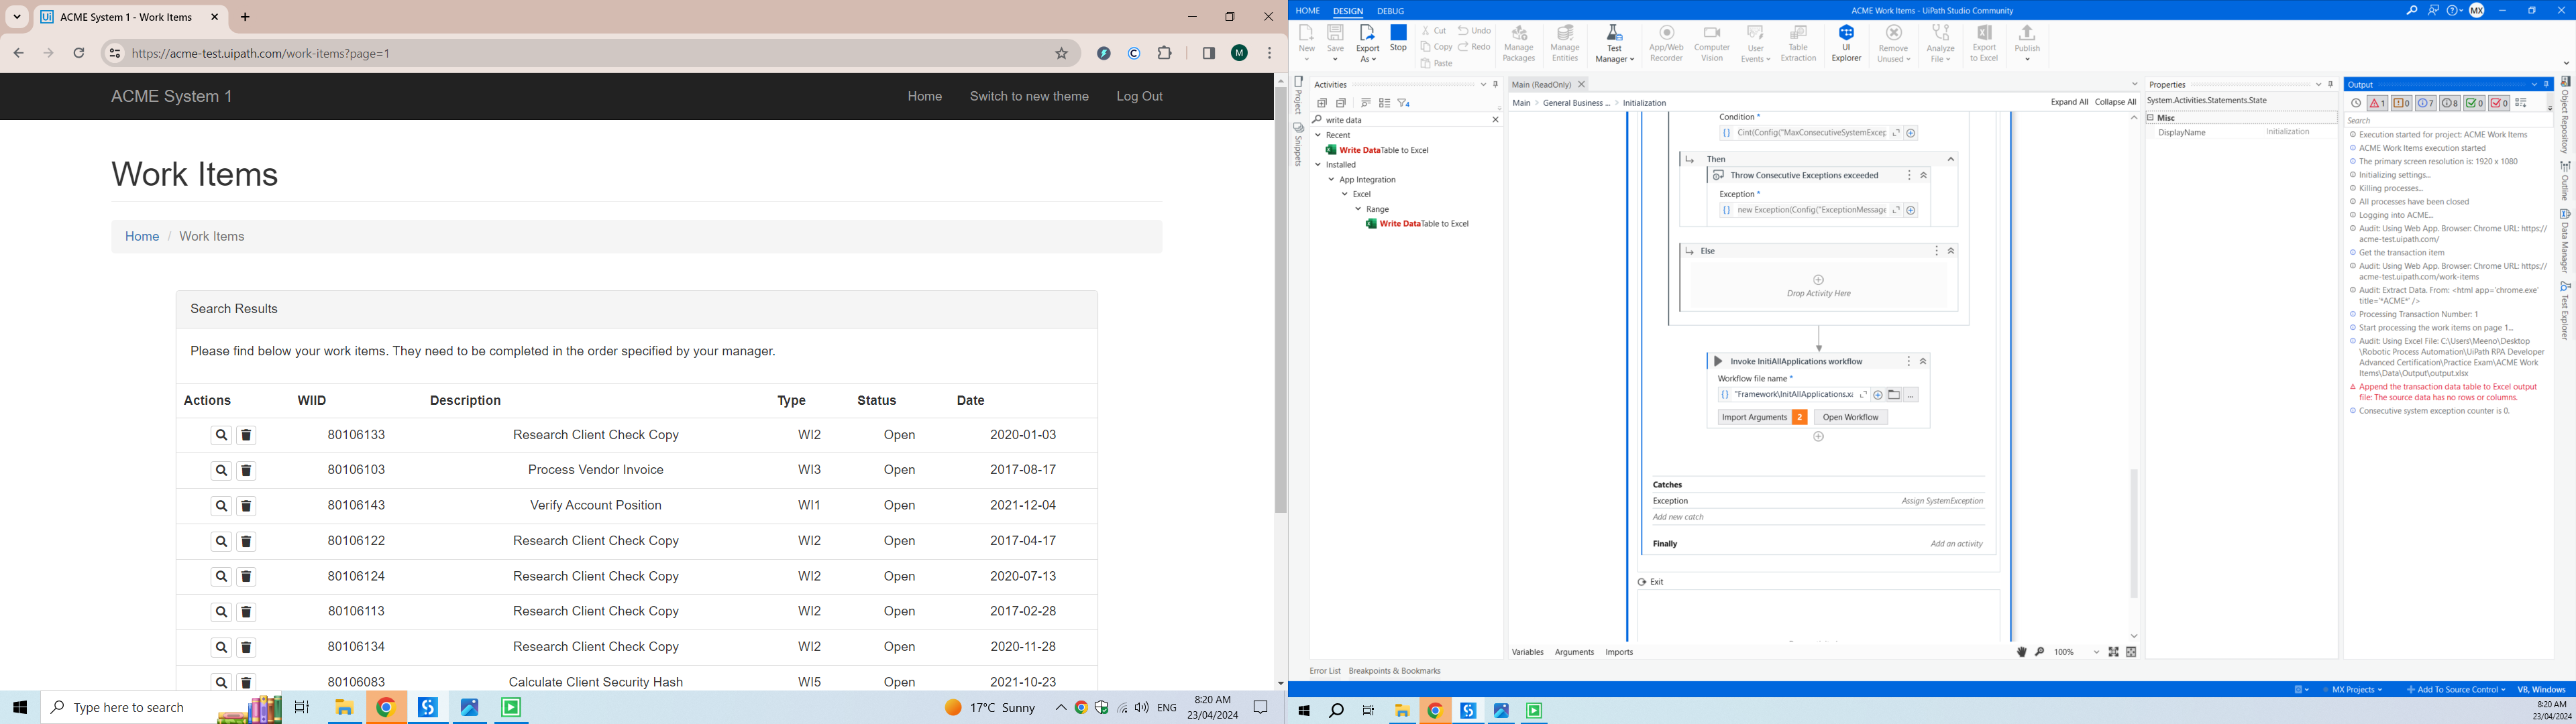 ACME System 1 - Work Items
https://acme-test.uipath.com/work-items?page=1
M
ACME System 1
Home
Switch to new theme
Log Out
Work Items
Home / Work Items
Search Results
Please find below your work items. They need to be completed in the order specified by your manager.
Actions WIID Description Type Status Date
80106133 Research Client Check Copy WI2 Open 2020-01-03
80106103 Process Vendor Invoice WI3 Open 2017-08-17
80106143 Verify Account Position WI1 Open 2021-12-04
80106122 Research Client Check Copy WI2 Open 2017-04-17
80106124 Research Client Check Copy WI2 Open 2020-07-13
80106113 Research Client Check Copy WI2 Open 2017-02-28
80106134 Research Client Check Copy WI2 Open 2020-11-28
80106083 Calculate Client Security Hash WI5 Open 2021-10-23
Type here to search
17°C Sunny
ENG
8:20 AM
23/04/2024
HOME DESIGN DEBUG
ACME Work Items - UiPath Studio Community
MX
New
Save
Export As
Stop
Cut
Copy
Paste
Undo
Redo
Manage Packages
Manage Entities
Test Manager
App/Web Recorder
Computer Vision
User Events
Table Extraction
UI Explorer
Remove Unused
Analyze File
Export to Excel
Publish
Project
Snippets
Activities
write data
Recent
Write DataTable to Excel
Installed
App Integration
Excel
Range
Write DataTable to Excel
Main (ReadOnly)
Main > General Business ... > Initialization
Expand All Collapse All
Condition *
Cint(Config("MaxConsecutiveSystemExcep
Then
Throw Consecutive Exceptions exceeded
Exception *
new Exception(Config("ExceptionMessage
Else
Drop Activity Here
Invoke InitiAllApplications workflow
Workflow file name *
"Framework\InitAllApplications.xa
Import Arguments 2
Open Workflow
Catches
Exception
Assign SystemException
Add new catch
Finally
Add an activity
Exit
Variables Arguments Imports
100%
Error List Breakpoints & Bookmarks
Properties
System.Activities.Statements.State
Misc
DisplayName Initialization
Output
1 0 7 8 0 0
Search
Execution started for project: ACME Work Items
ACME Work Items execution started
The primary screen resolution is: 1920 x 1080
Initializing settings...
Killing processes...
All processes have been closed
Logging into ACME...
Audit: Using Web App. Browser: Chrome URL: https://
acme-test.uipath.com/
Get the transaction item
Audit: Using Web App. Browser: Chrome URL: https://
acme-test.uipath.com/work-items
Audit: Extract Data. From: <html app='chrome.exe'
title='*ACME*' />
Processing Transaction Number: 1
Start processing the work items on page 1...
Audit: Using Excel File: C:\Users\Meeno\Desktop
\Robotic Process Automation\UiPath RPA Developer
Advanced Certification\Practice Exam\ACME Work
Items\Data\Output\output.xlsx
Append the transaction data table to Excel output
file: The source data has no rows or columns.
Consecutive system exception counter is 0.
Object Repository
Outline
Data Manager
Test Explorer
MX Projects
Add To Source Control
VB, Windows
8:20 AM
23/04/2024